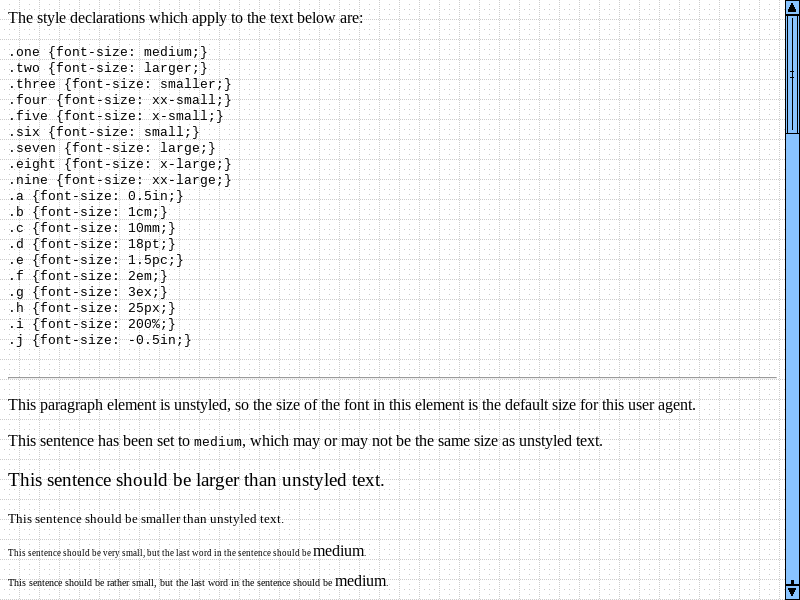 The style declarations which apply to the text below are:
.one {font-size: medium;}
.two {font-size: larger;}
.three {font-size: smaller;}
.four {font-size: xx-small;}
.five {font-size: x-small;}
.six {font-size: small;}
.seven {font-size: large;}
.eight {font-size: x-large;}
.nine {font-size: xx-large;}
.a {font-size: 0.5in;}
.b {font-size: 1cm;}
.c {font-size: 10mm;}
.d {font-size: 18pt;}
.e {font-size: 1.5pc;}
.f {font-size: 2em;}
.g {font-size: 3ex;}
.h {font-size: 25px;}
.i {font-size: 200%;}
.j {font-size: -0.5in;}
This paragraph element is unstyled, so the size of the font in this element is the default size for this user agent.
This sentence has been set to medium, which may or may not be the same size as unstyled text.
This sentence should be larger than unstyled text.
This sentence should be smaller than unstyled text.
This sentence should be very small, but the last word in the sentence should be medium.
This sentence should be rather small, but the last word in the sentence should be medium.